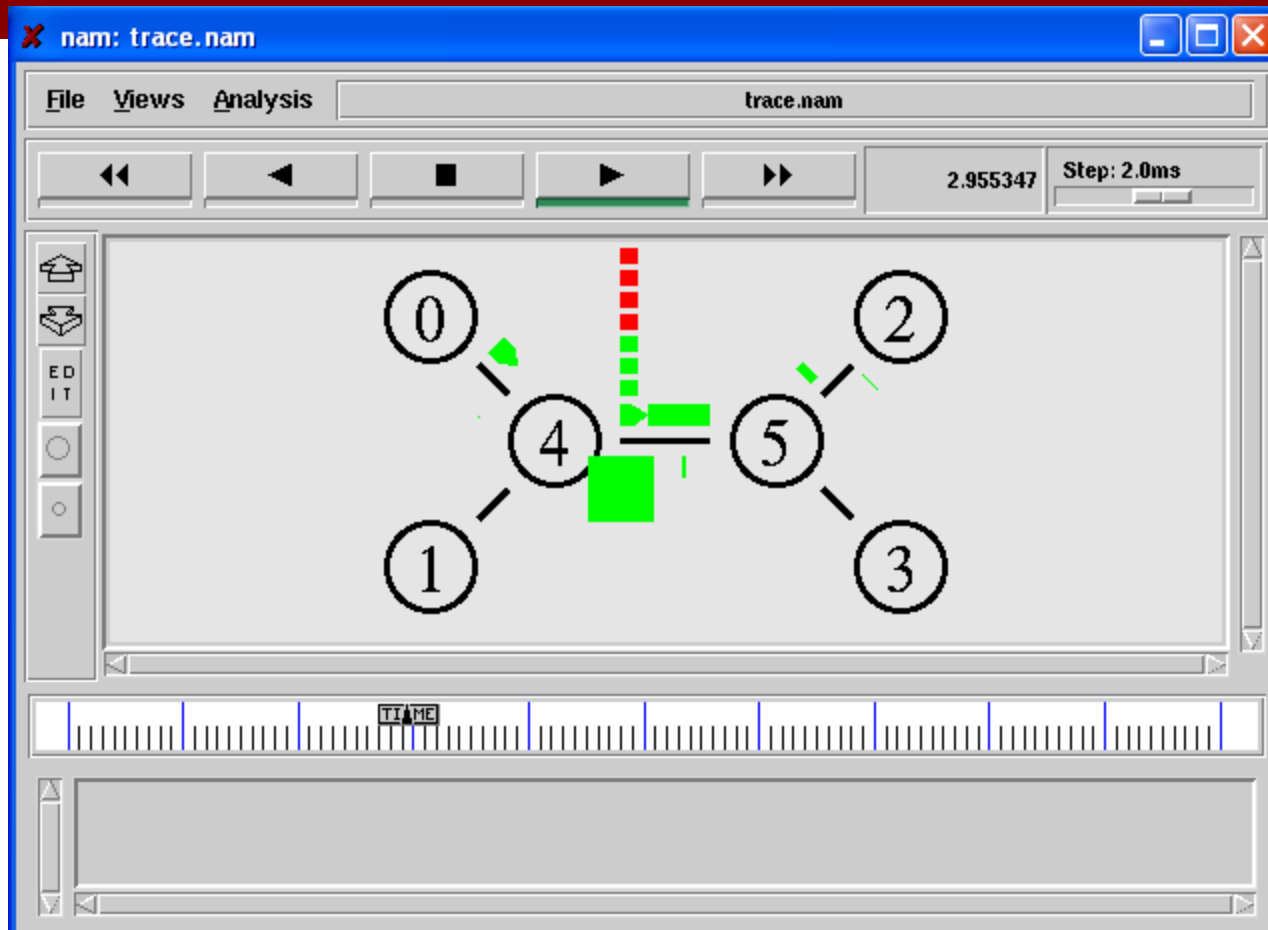 nam: trace.nam
File Views Analysis trace.nam
2.955347 Step: 2.0ms
ED
IT
0
2
4
5
1
3
TIME